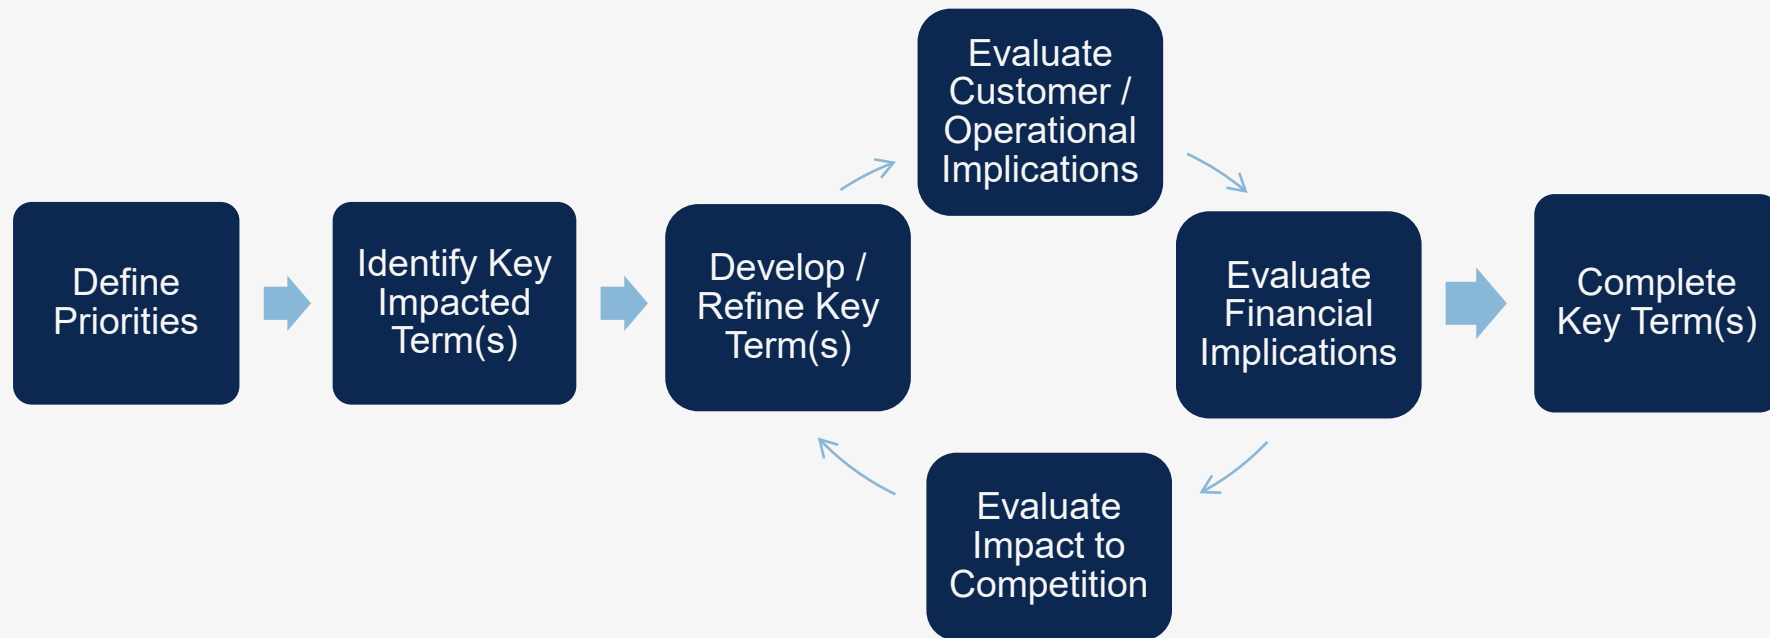 Define
Priorities
Identify Key
Impacted
Term(s)
Develop /
Refine Key
Term(s)
Evaluate
Customer /
Operational
Implications
Evaluate
Financial
Implications
Evaluate
Impact to
Competition
Complete
Key Term(s)